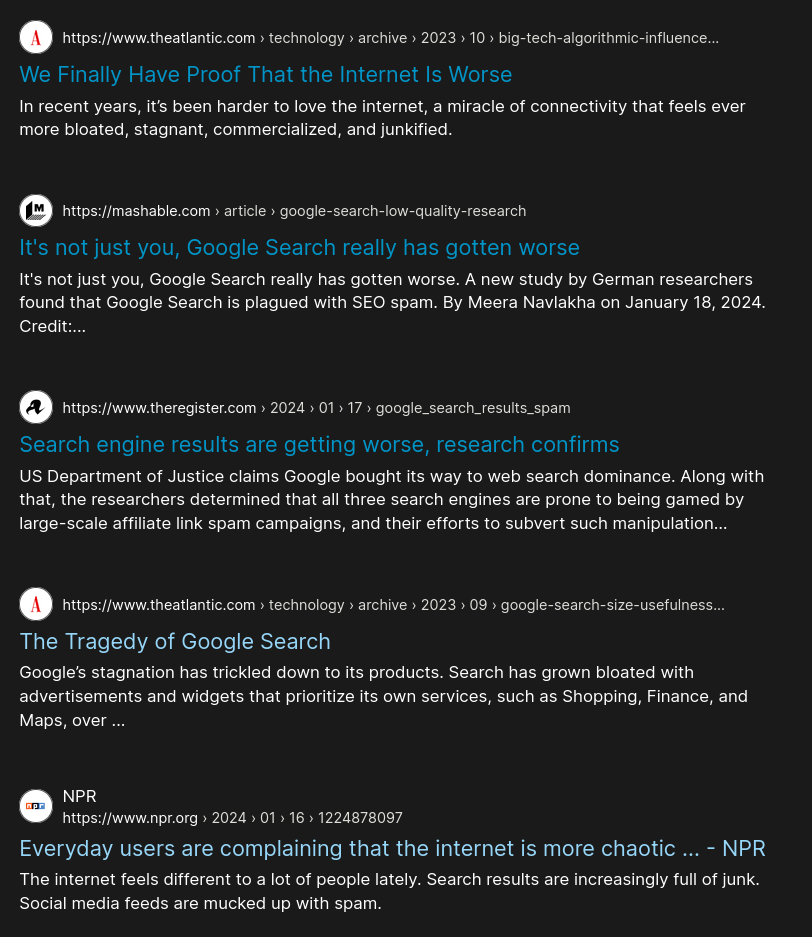 https://www.theatlantic.com › technology › archive › 2023 › 10 › big-tech-algorithmic-influence...
We Finally Have Proof That the Internet Is Worse
In recent years, it’s been harder to love the internet, a miracle of connectivity that feels ever
more bloated, stagnant, commercialized, and junkified.
https://mashable.com › article › google-search-low-quality-research
It's not just you, Google Search really has gotten worse
It's not just you, Google Search really has gotten worse. A new study by German researchers
found that Google Search is plagued with SEO spam. By Meera Navlakha on January 18, 2024.
Credit:...
https://www.theregister.com › 2024 › 01 › 17 › google_search_results_spam
Search engine results are getting worse, research confirms
US Department of Justice claims Google bought its way to web search dominance. Along with
that, the researchers determined that all three search engines are prone to being gamed by
large-scale affiliate link spam campaigns, and their efforts to subvert such manipulation...
https://www.theatlantic.com › technology › archive › 2023 › 09 › google-search-size-usefulness...
The Tragedy of Google Search
Google’s stagnation has trickled down to its products. Search has grown bloated with
advertisements and widgets that prioritize its own services, such as Shopping, Finance, and
Maps, over ...
NPR
https://www.npr.org › 2024 › 01 › 16 › 1224878097
Everyday users are complaining that the internet is more chaotic ... - NPR
The internet feels different to a lot of people lately. Search results are increasingly full of junk.
Social media feeds are mucked up with spam.